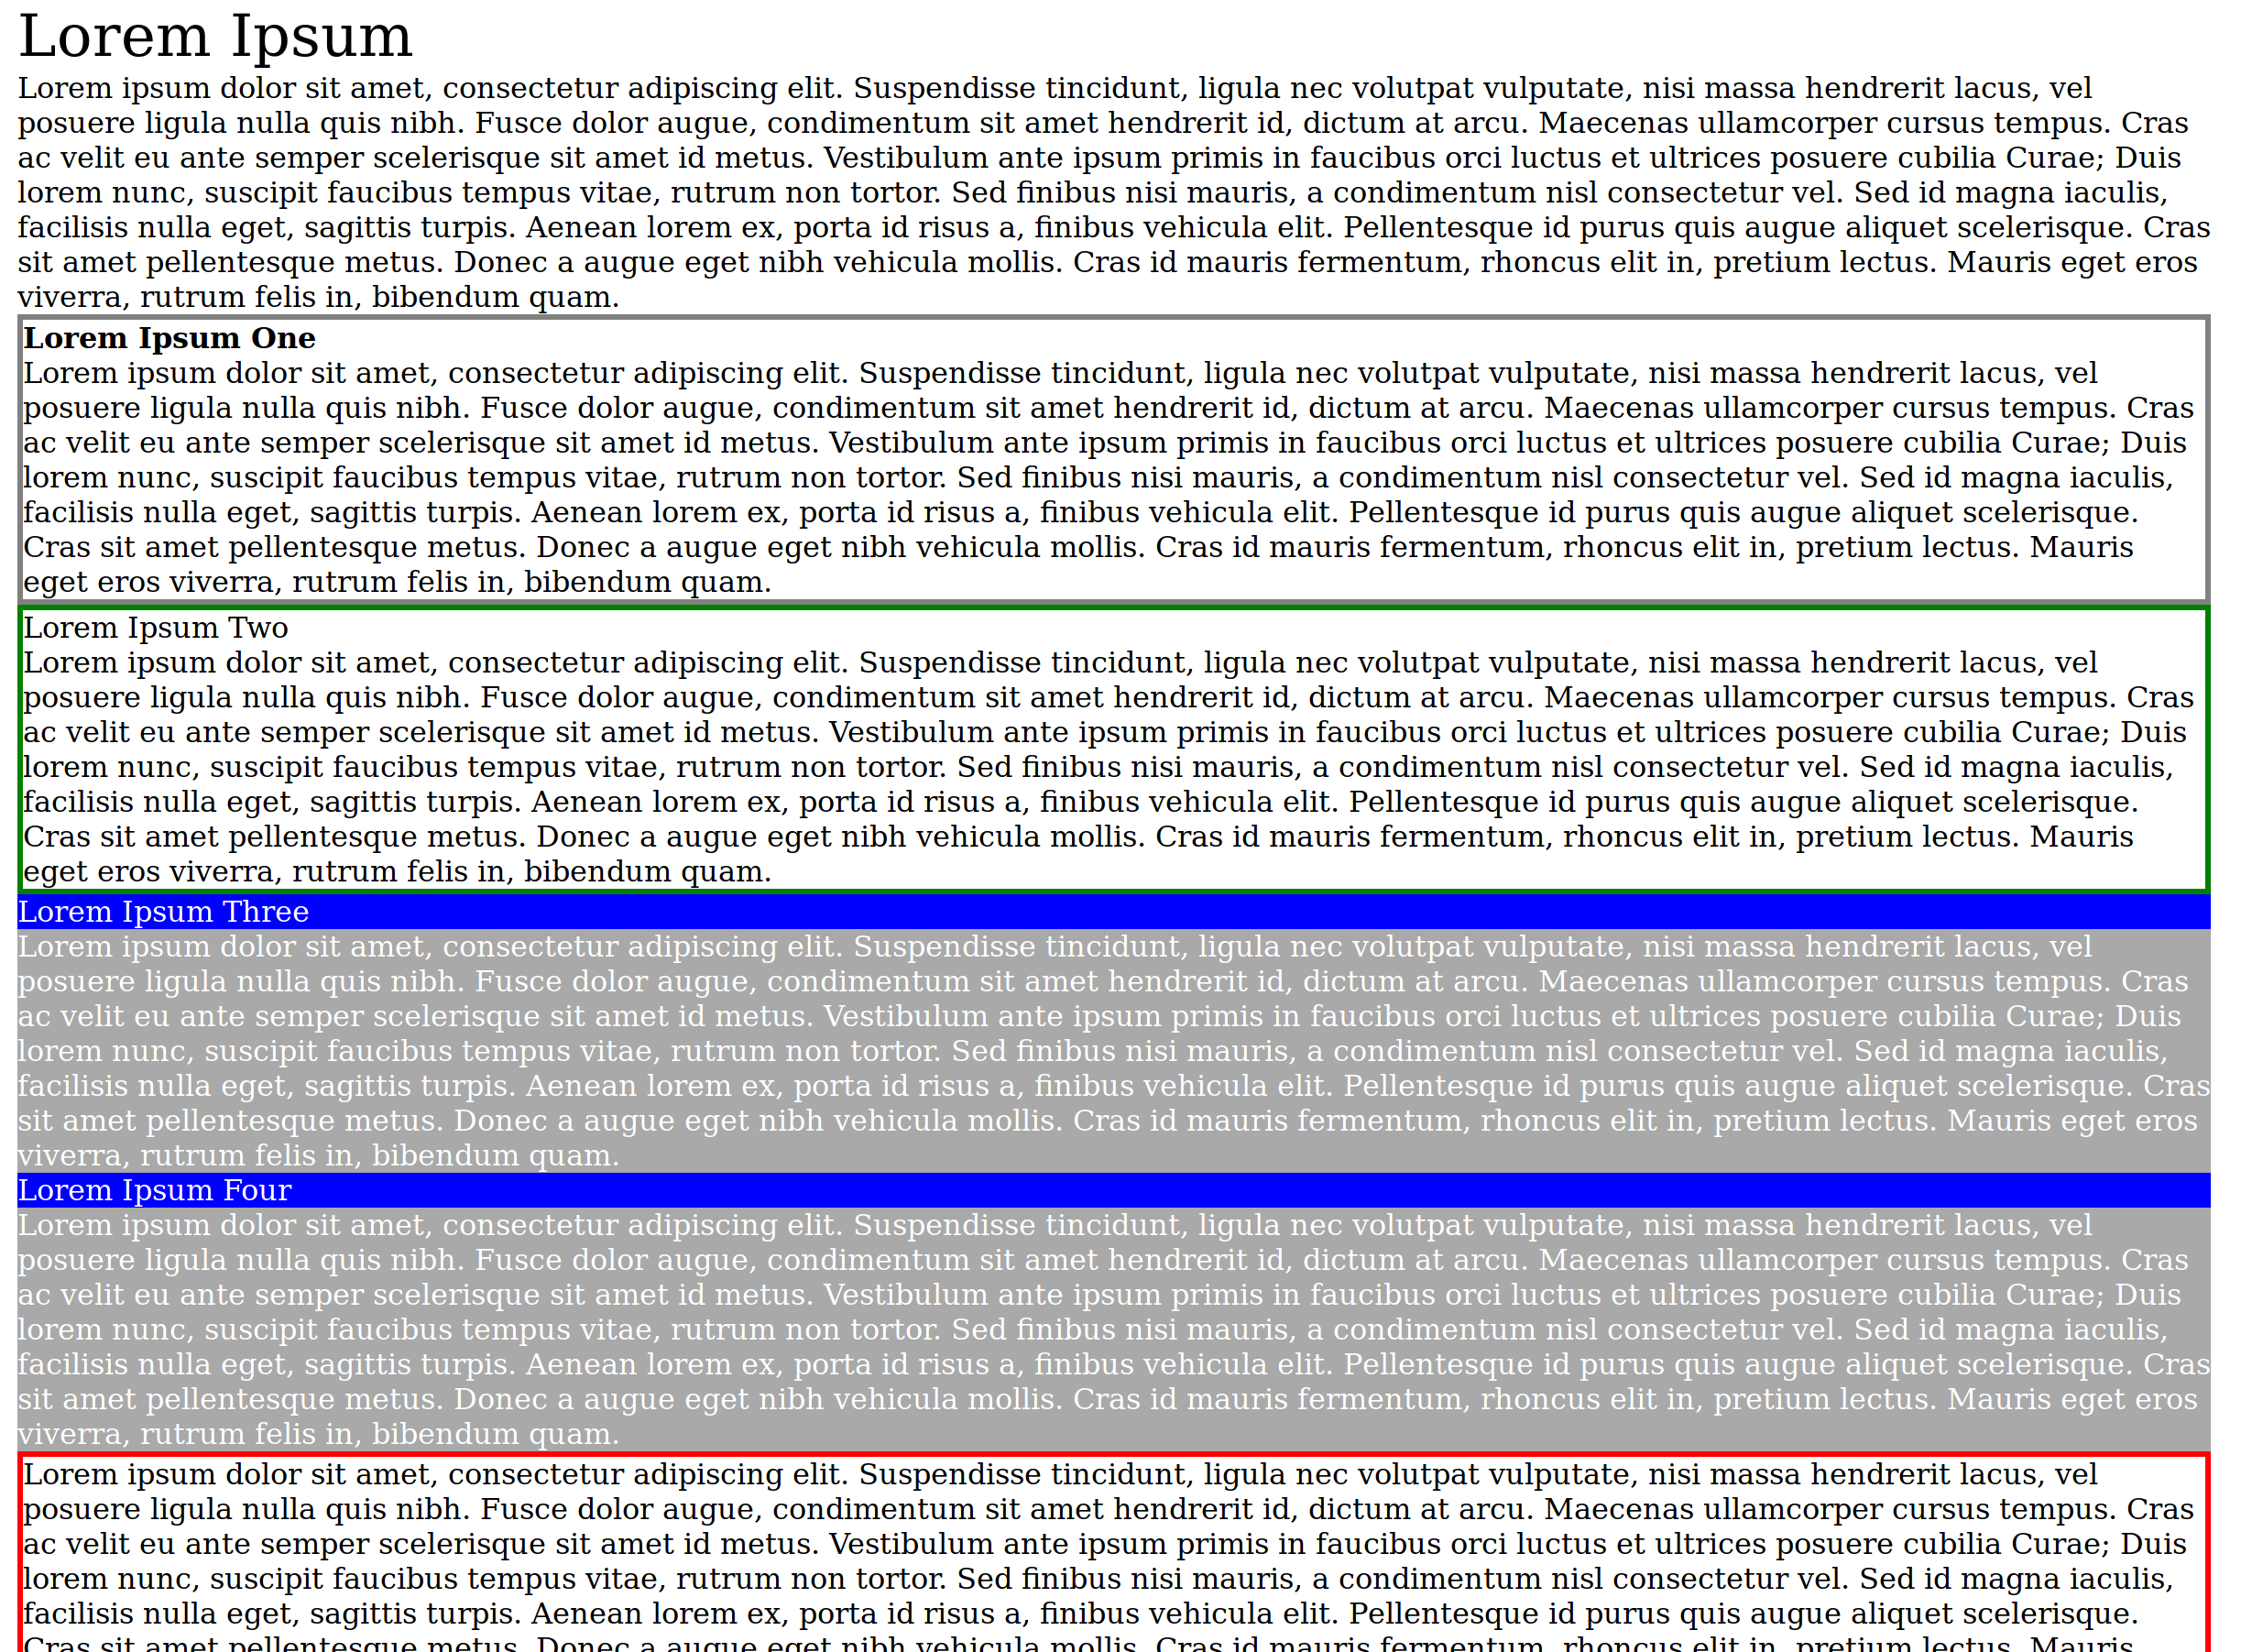 Lorem Ipsum
Lorem ipsum dolor sit amet, consectetur adipiscing elit. Suspendisse tincidunt, ligula nec volutpat vulputate, nisi massa hendrerit lacus, vel
posuere ligula nulla quis nibh. Fusce dolor augue, condimentum sit amet hendrerit id, dictum at arcu. Maecenas ullamcorper cursus tempus. Cras
ac velit eu ante semper scelerisque sit amet id metus. Vestibulum ante ipsum primis in faucibus orci luctus et ultrices posuere cubilia Curae; Duis
lorem nunc, suscipit faucibus tempus vitae, rutrum non tortor. Sed finibus nisi mauris, a condimentum nisl consectetur vel. Sed id magna iaculis,
facilisis nulla eget, sagittis turpis. Aenean lorem ex, porta id risus a, finibus vehicula elit. Pellentesque id purus quis augue aliquet scelerisque. Cras
sit amet pellentesque metus. Donec a augue eget nibh vehicula mollis. Cras id mauris fermentum, rhoncus elit in, pretium lectus. Mauris eget eros
viverra, rutrum felis in, bibendum quam.
Lorem Ipsum One
Lorem ipsum dolor sit amet, consectetur adipiscing elit. Suspendisse tincidunt, ligula nec volutpat vulputate, nisi massa hendrerit lacus, vel
posuere ligula nulla quis nibh. Fusce dolor augue, condimentum sit amet hendrerit id, dictum at arcu. Maecenas ullamcorper cursus tempus. Cras
ac velit eu ante semper scelerisque sit amet id metus. Vestibulum ante ipsum primis in faucibus orci luctus et ultrices posuere cubilia Curae; Duis
lorem nunc, suscipit faucibus tempus vitae, rutrum non tortor. Sed finibus nisi mauris, a condimentum nisl consectetur vel. Sed id magna iaculis,
facilisis nulla eget, sagittis turpis. Aenean lorem ex, porta id risus a, finibus vehicula elit. Pellentesque id purus quis augue aliquet scelerisque.
Cras sit amet pellentesque metus. Donec a augue eget nibh vehicula mollis. Cras id mauris fermentum, rhoncus elit in, pretium lectus. Mauris
eget eros viverra, rutrum felis in, bibendum quam.
Lorem Ipsum Two
Lorem ipsum dolor sit amet, consectetur adipiscing elit. Suspendisse tincidunt, ligula nec volutpat vulputate, nisi massa hendrerit lacus, vel
posuere ligula nulla quis nibh. Fusce dolor augue, condimentum sit amet hendrerit id, dictum at arcu. Maecenas ullamcorper cursus tempus. Cras
ac velit eu ante semper scelerisque sit amet id metus. Vestibulum ante ipsum primis in faucibus orci luctus et ultrices posuere cubilia Curae; Duis
lorem nunc, suscipit faucibus tempus vitae, rutrum non tortor. Sed finibus nisi mauris, a condimentum nisl consectetur vel. Sed id magna iaculis,
facilisis nulla eget, sagittis turpis. Aenean lorem ex, porta id risus a, finibus vehicula elit. Pellentesque id purus quis augue aliquet scelerisque.
Cras sit amet pellentesque metus. Donec a augue eget nibh vehicula mollis. Cras id mauris fermentum, rhoncus elit in, pretium lectus. Mauris
eget eros viverra, rutrum felis in, bibendum quam.
Lorem Ipsum Three
Lorem ipsum dolor sit amet, consectetur adipiscing elit. Suspendisse tincidunt, ligula nec volutpat vulputate, nisi massa hendrerit lacus, vel
posuere ligula nulla quis nibh. Fusce dolor augue, condimentum sit amet hendrerit id, dictum at arcu. Maecenas ullamcorper cursus tempus. Cras
ac velit eu ante semper scelerisque sit amet id metus. Vestibulum ante ipsum primis in faucibus orci luctus et ultrices posuere cubilia Curae; Duis
lorem nunc, suscipit faucibus tempus vitae, rutrum non tortor. Sed finibus nisi mauris, a condimentum nisl consectetur vel. Sed id magna iaculis,
facilisis nulla eget, sagittis turpis. Aenean lorem ex, porta id risus a, finibus vehicula elit. Pellentesque id purus quis augue aliquet scelerisque. Cras
sit amet pellentesque metus. Donec a augue eget nibh vehicula mollis. Cras id mauris fermentum, rhoncus elit in, pretium lectus. Mauris eget eros
viverra, rutrum felis in, bibendum quam.
Lorem Ipsum Four
Lorem ipsum dolor sit amet, consectetur adipiscing elit. Suspendisse tincidunt, ligula nec volutpat vulputate, nisi massa hendrerit lacus, vel
posuere ligula nulla quis nibh. Fusce dolor augue, condimentum sit amet hendrerit id, dictum at arcu. Maecenas ullamcorper cursus tempus. Cras
ac velit eu ante semper scelerisque sit amet id metus. Vestibulum ante ipsum primis in faucibus orci luctus et ultrices posuere cubilia Curae; Duis
lorem nunc, suscipit faucibus tempus vitae, rutrum non tortor. Sed finibus nisi mauris, a condimentum nisl consectetur vel. Sed id magna iaculis,
facilisis nulla eget, sagittis turpis. Aenean lorem ex, porta id risus a, finibus vehicula elit. Pellentesque id purus quis augue aliquet scelerisque. Cras
sit amet pellentesque metus. Donec a augue eget nibh vehicula mollis. Cras id mauris fermentum, rhoncus elit in, pretium lectus. Mauris eget eros
viverra, rutrum felis in, bibendum quam.
Lorem ipsum dolor sit amet, consectetur adipiscing elit. Suspendisse tincidunt, ligula nec volutpat vulputate, nisi massa hendrerit lacus, vel
posuere ligula nulla quis nibh. Fusce dolor augue, condimentum sit amet hendrerit id, dictum at arcu. Maecenas ullamcorper cursus tempus. Cras
ac velit eu ante semper scelerisque sit amet id metus. Vestibulum ante ipsum primis in faucibus orci luctus et ultrices posuere cubilia Curae; Duis
lorem nunc, suscipit faucibus tempus vitae, rutrum non tortor. Sed finibus nisi mauris, a condimentum nisl consectetur vel. Sed id magna iaculis,
facilisis nulla eget, sagittis turpis. Aenean lorem ex, porta id risus a, finibus vehicula elit. Pellentesque id purus quis augue aliquet scelerisque.
Cras sit amet pellentesque metus. Donec a augue eget nibh vehicula mollis. Cras id mauris fermentum, rhoncus elit in, pretium lectus. Mauris